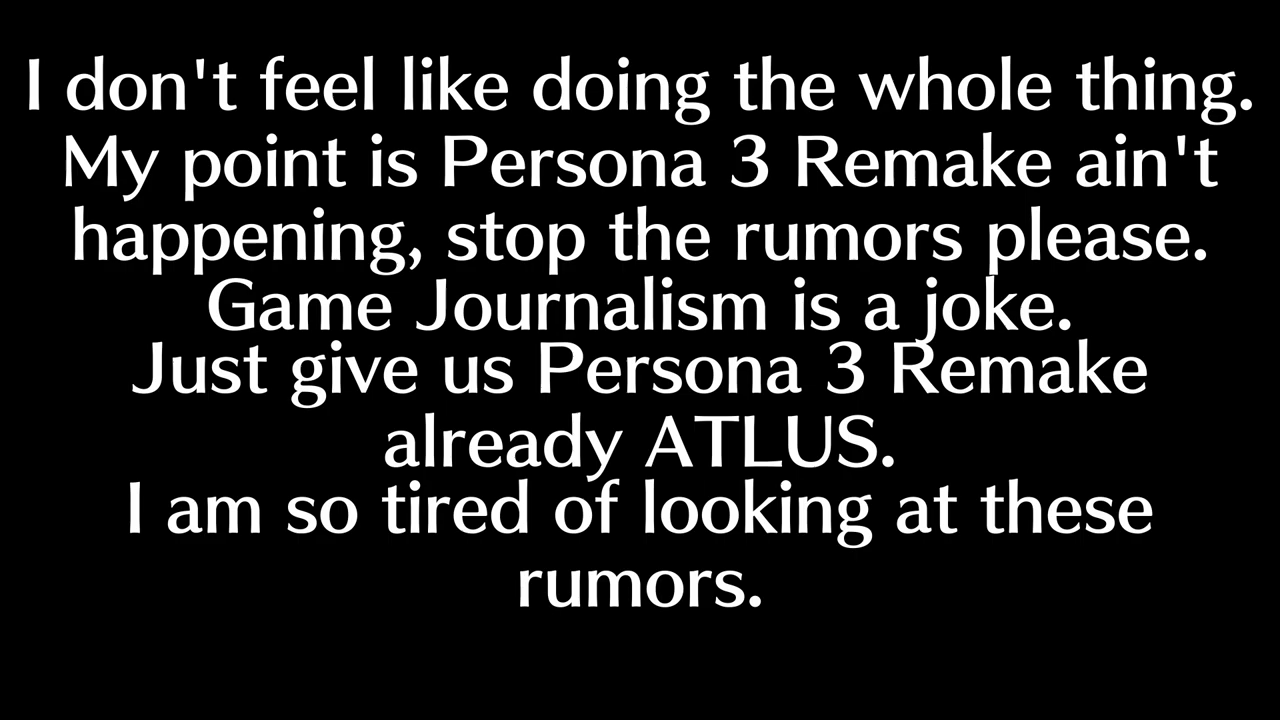 I don't feel like doing the whole thing.
My point is Persona 3 Remake ain't
happening, stop the rumors please.
Game Journalism is a joke.
Just give us Persona 3 Remake
already ATLUS.
I am so tired of looking at these
rumors.